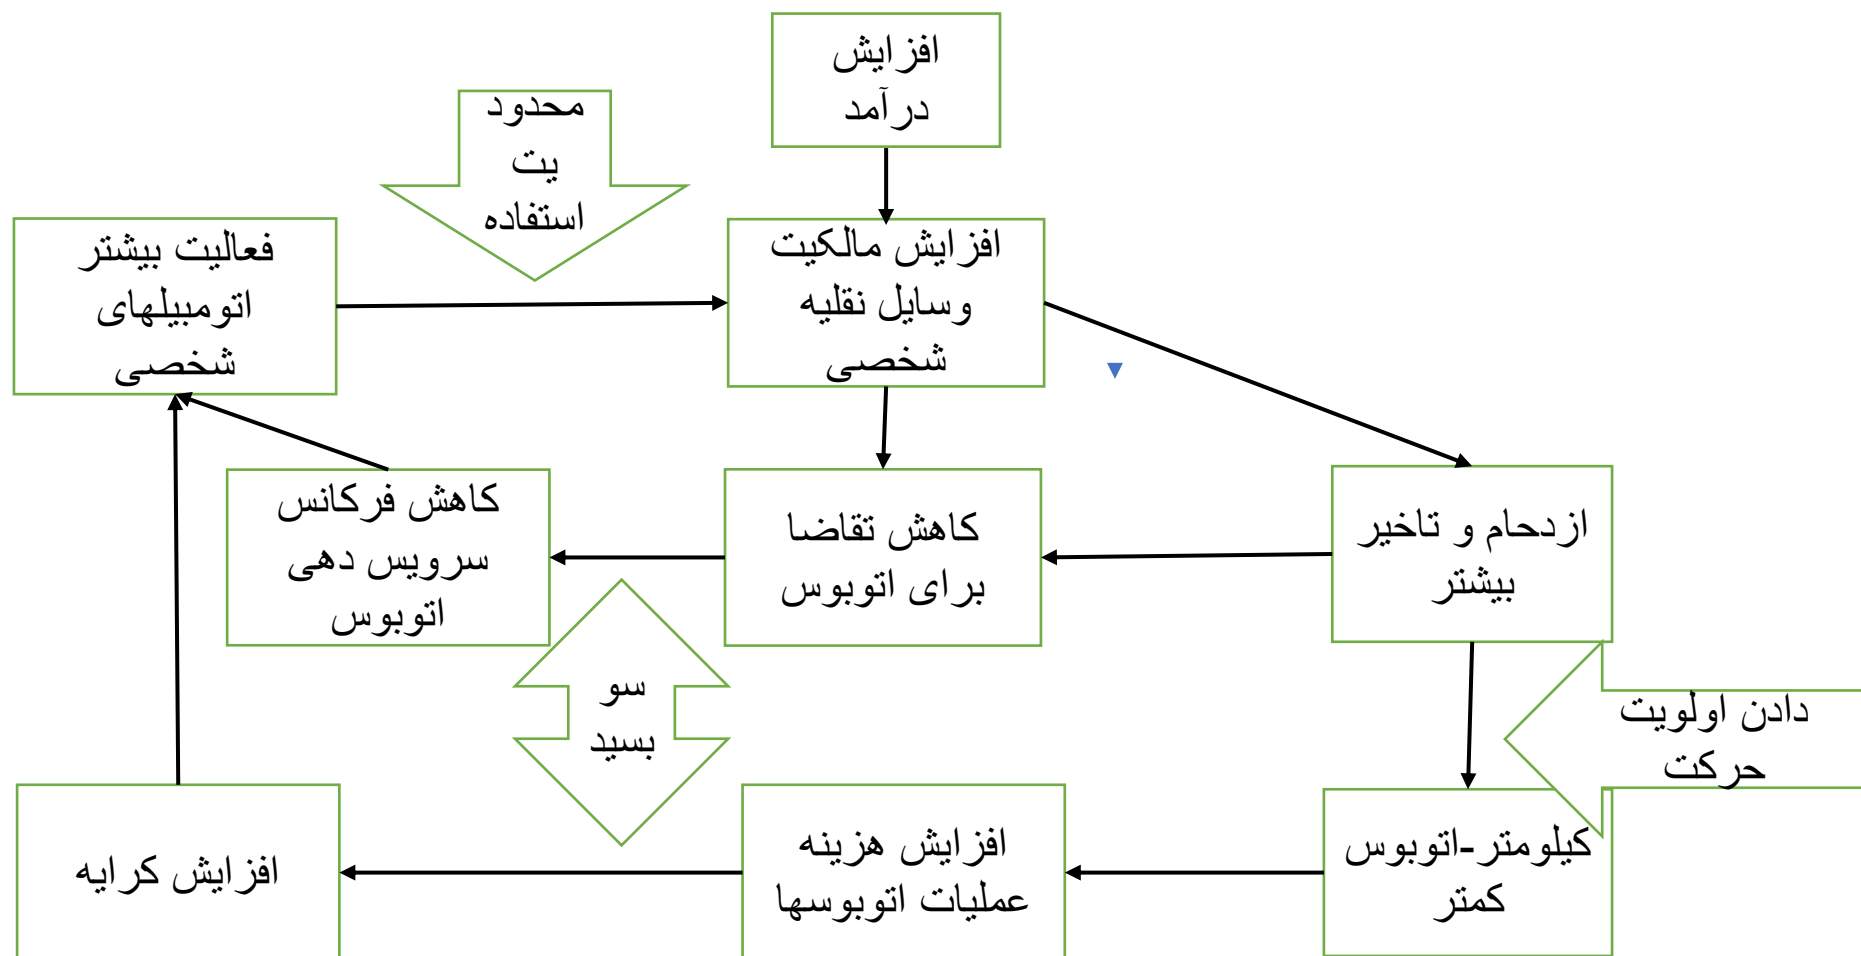 افزایش
درآمد
محدود
یت
استفاده
افزایش مالکیت
وسایل نقلیه
شخصی
فعالیت بیشتر
اتومبیلهای
شخصی
ازدحام و تاخیر
بیشتر
کاهش تقاضا
برای اتوبوس
کاهش فرکانس
سرویس دهی
اتوبوس
سو
بسید
دادن اولویت
حرکت
کیلومتر-اتوبوس
کمتر
افزایش هزینه
عملیات اتوبوسها
افزایش کرایه